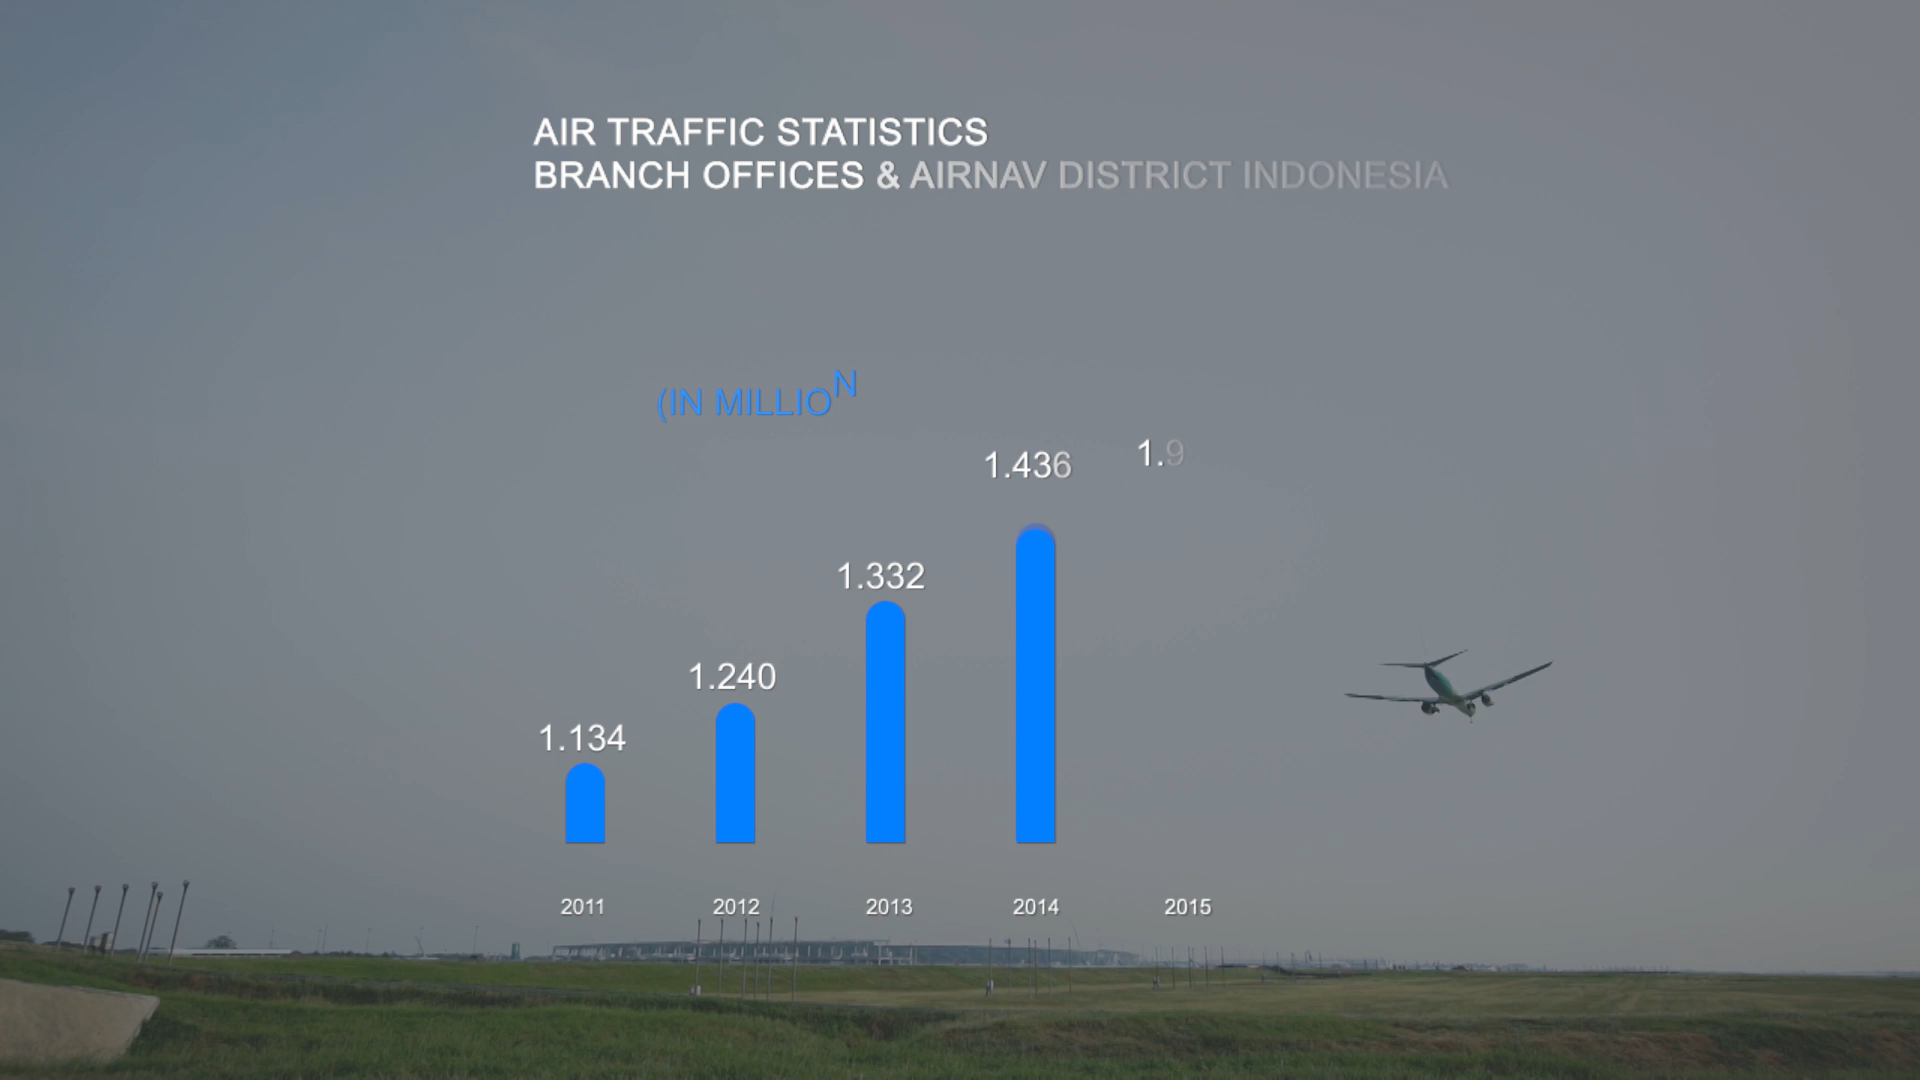 AIR TRAFFIC STATISTICS
BRANCH OFFICES & AIRNAV DISTRICT INDONESIA
(IN MILLION
1.9
1.436
1.332
1.240
1.134
2011 2012 2013 2014 2015